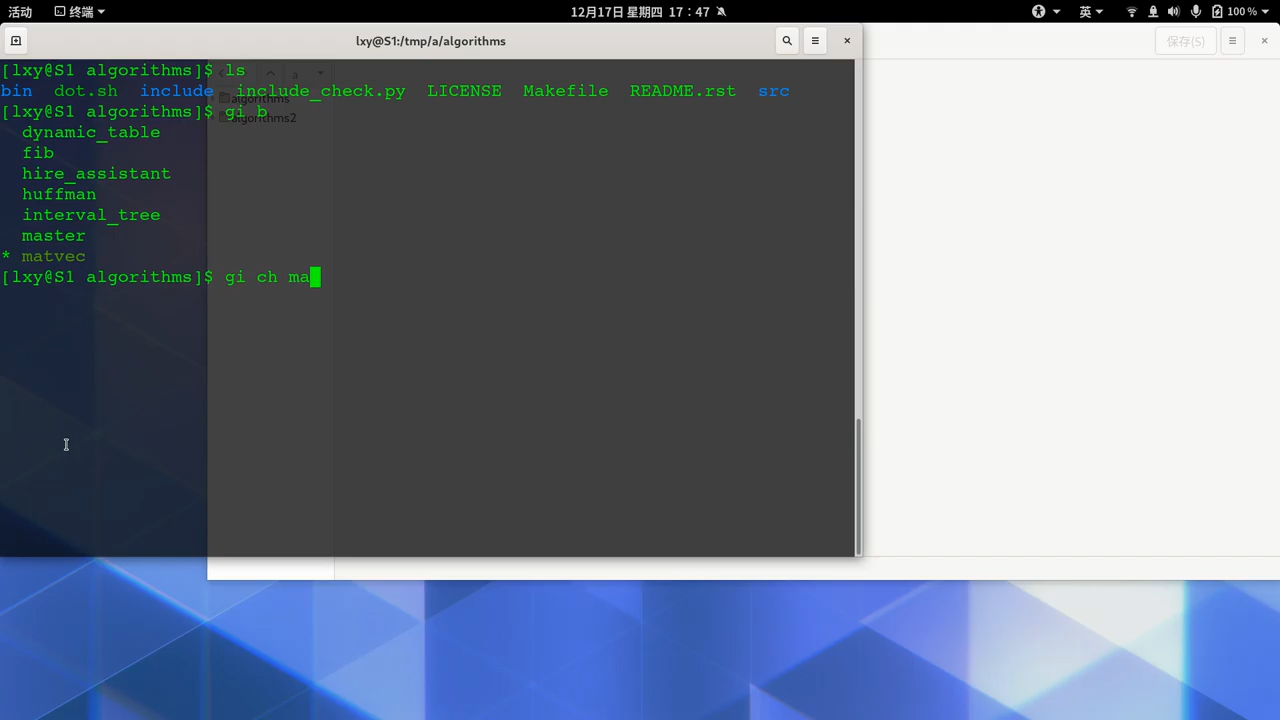 活动 终端 12月17日 星期四 17：47 英 100 %
lxy@S1:/tmp/a/algorithms 保存(S)
[lxy@S1 algorithms]$ ls
bin dot.sh include include_check.py LICENSE Makefile README.rst src
[lxy@S1 algorithms]$ gi b
dynamic_table
fib
hire_assistant
huffman
interval_tree
master
* matvec
[lxy@S1 algorithms]$ gi ch ma
a
algorithms
algorithms2